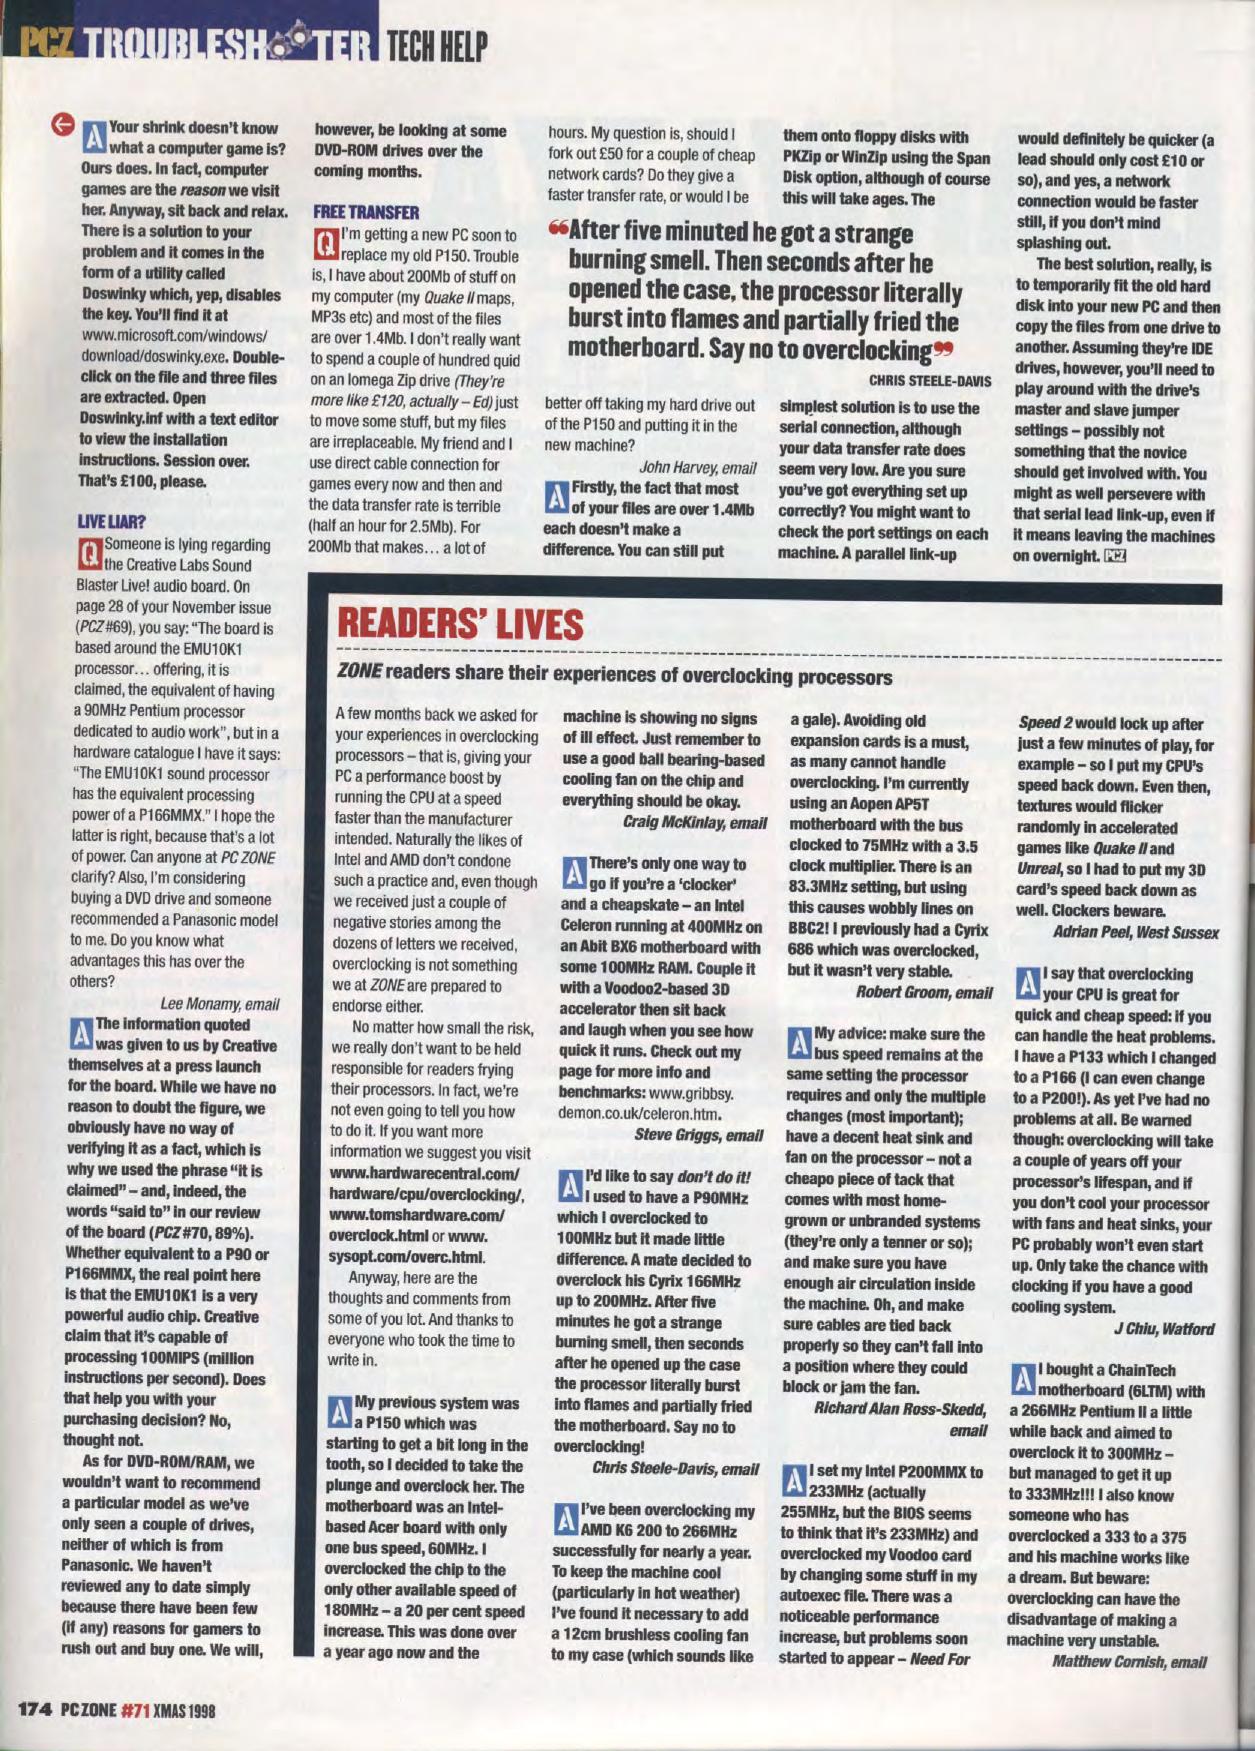 PCZ TROUBLESHOOTER TECH HELP
A Your shrink doesn't know
what a computer game is?
Ours does. In fact, computer
games are the reason we visit
her. Anyway, sit back and relax.
There is a solution to your
problem and it comes in the
form of a utility called
Doswinky which, yep, disables
the key. You'll find it at
www.microsoft.com/windows/
download/doswinky.exe. Double-
click on the file and three files
are extracted. Open
Doswinky.inf with a text editor
to view the installation
instructions. Session over.
That's £100, please.
LIVE LIAR?
Q Someone is lying regarding
the Creative Labs Sound
Blaster Live! audio board. On
page 28 of your November issue
(PCZ #69), you say: "The board is
based around the EMU10K1
processor... offering, it is
claimed, the equivalent of having
a 90MHz Pentium processor
dedicated to audio work", but in a
hardware catalogue I have it says:
"The EMU10K1 sound processor
has the equivalent processing
power of a P166MMX." I hope the
latter is right, because that's a lot
of power. Can anyone at PC ZONE
clarify? Also, I'm considering
buying a DVD drive and someone
recommended a Panasonic model
to me. Do you know what
advantages this has over the
others?
Lee Monamy, email
A The information quoted
was given to us by Creative
themselves at a press launch
for the board. While we have no
reason to doubt the figure, we
obviously have no way of
verifying it as a fact, which is
why we used the phrase "it is
claimed" – and, indeed, the
words "said to" in our review
of the board (PCZ #70, 89%).
Whether equivalent to a P90 or
P166MMX, the real point here
is that the EMU10K1 is a very
powerful audio chip. Creative
claim that it's capable of
processing 100MIPS (million
instructions per second). Does
that help you with your
purchasing decision? No,
thought not.
As for DVD-ROM/RAM, we
wouldn't want to recommend
a particular model as we've
only seen a couple of drives,
neither of which is from
Panasonic. We haven't
reviewed any to date simply
because there have been few
(if any) reasons for gamers to
rush out and buy one. We will,
however, be looking at some
DVD-ROM drives over the
coming months.
FREE TRANSFER
Q I'm getting a new PC soon to
replace my old P150. Trouble
is, I have about 200Mb of stuff on
my computer (my Quake II maps,
MP3s etc) and most of the files
are over 1.4Mb. I don't really want
to spend a couple of hundred quid
on an Iomega Zip drive (They're
more like £120, actually – Ed) just
to move some stuff, but my files
are irreplaceable. My friend and I
use direct cable connection for
games every now and then and
the data transfer rate is terrible
(half an hour for 2.5Mb). For
200Mb that makes... a lot of
hours. My question is, should I
fork out £50 for a couple of cheap
network cards? Do they give a
faster transfer rate, or would I be
better off taking my hard drive out
of the P150 and putting it in the
new machine?
John Harvey, email
A Firstly, the fact that most
of your files are over 1.4Mb
each doesn't make a
difference. You can still put
them onto floppy disks with
PKZip or WinZip using the Span
Disk option, although of course
this will take ages. The
"After five minuted he got a strange
burning smell. Then seconds after he
opened the case, the processor literally
burst into flames and partially fried the
motherboard. Say no to overclocking"
CHRIS STEELE-DAVIS
simplest solution is to use the
serial connection, although
your data transfer rate does
seem very low. Are you sure
you've got everything set up
correctly? You might want to
check the port settings on each
machine. A parallel link-up
would definitely be quicker (a
lead should only cost £10 or
so), and yes, a network
connection would be faster
still, if you don't mind
splashing out.
The best solution, really, is
to temporarily fit the old hard
disk into your new PC and then
copy the files from one drive to
another. Assuming they're IDE
drives, however, you'll need to
play around with the drive's
master and slave jumper
settings – possibly not
something that the novice
should get involved with. You
might as well persevere with
that serial lead link-up, even if
it means leaving the machines
on overnight. PCZ
READERS' LIVES
ZONE readers share their experiences of overclocking processors
A few months back we asked for
your experiences in overclocking
processors – that is, giving your
PC a performance boost by
running the CPU at a speed
faster than the manufacturer
intended. Naturally the likes of
Intel and AMD don't condone
such a practice and, even though
we received just a couple of
negative stories among the
dozens of letters we received,
overclocking is not something
we at ZONE are prepared to
endorse either.
No matter how small the risk,
we really don't want to be held
responsible for readers frying
their processors. In fact, we're
not even going to tell you how
to do it. If you want more
information we suggest you visit
www.hardwarecentral.com/
hardware/cpu/overclocking/,
www.tomshardware.com/
overclock.html or www.
sysopt.com/overc.html.
Anyway, here are the
thoughts and comments from
some of you lot. And thanks to
everyone who took the time to
write in.
A My previous system was
a P150 which was
starting to get a bit long in the
tooth, so I decided to take the
plunge and overclock her. The
motherboard was an Intel-
based Acer board with only
one bus speed, 60MHz. I
overclocked the chip to the
only other available speed of
180MHz – a 20 per cent speed
increase. This was done over
a year ago now and the
machine is showing no signs
of ill effect. Just remember to
use a good ball bearing-based
cooling fan on the chip and
everything should be okay.
Craig McKinlay, email
A There's only one way to
go if you're a 'clocker'
and a cheapskate – an Intel
Celeron running at 400MHz on
an Abit BX6 motherboard with
some 100MHz RAM. Couple it
with a Voodoo2-based 3D
accelerator then sit back
and laugh when you see how
quick it runs. Check out my
page for more info and
benchmarks: www.gribbsy.
demon.co.uk/celeron.htm.
Steve Griggs, email
A I'd like to say don't do it!
I used to have a P90MHz
which I overclocked to
100MHz but it made little
difference. A mate decided to
overclock his Cyrix 166MHz
up to 200MHz. After five
minutes he got a strange
burning smell, then seconds
after he opened up the case
the processor literally burst
into flames and partially fried
the motherboard. Say no to
overclocking!
Chris Steele-Davis, email
A I've been overclocking my
AMD K6 200 to 266MHz
successfully for nearly a year.
To keep the machine cool
(particularly in hot weather)
I've found it necessary to add
a 12cm brushless cooling fan
to my case (which sounds like
a gale). Avoiding old
expansion cards is a must,
as many cannot handle
overclocking. I'm currently
using an Aopen AP5T
motherboard with the bus
clocked to 75MHz with a 3.5
clock multiplier. There is an
83.3MHz setting, but using
this causes wobbly lines on
BBC2! I previously had a Cyrix
686 which was overclocked,
but it wasn't very stable.
Robert Groom, email
A My advice: make sure the
bus speed remains at the
same setting the processor
requires and only the multiple
changes (most important);
have a decent heat sink and
fan on the processor – not a
cheapo piece of tack that
comes with most home-
grown or unbranded systems
(they're only a tenner or so);
and make sure you have
enough air circulation inside
the machine. Oh, and make
sure cables are tied back
properly so they can't fall into
a position where they could
block or jam the fan.
Richard Alan Ross-Skedd,
email
A I set my Intel P200MMX to
233MHz (actually
255MHz, but the BIOS seems
to think that it's 233MHz) and
overclocked my Voodoo card
by changing some stuff in my
autoexec file. There was a
noticeable performance
increase, but problems soon
started to appear – Need For
Speed 2 would lock up after
just a few minutes of play, for
example – so I put my CPU's
speed back down. Even then,
textures would flicker
randomly in accelerated
games like Quake II and
Unreal, so I had to put my 3D
card's speed back down as
well. Clockers beware.
Adrian Peel, West Sussex
A I say that overclocking
your CPU is great for
quick and cheap speed: if you
can handle the heat problems.
I have a P133 which I changed
to a P166 (I can even change
to a P200!). As yet I've had no
problems at all. Be warned
though: overclocking will take
a couple of years off your
processor's lifespan, and if
you don't cool your processor
with fans and heat sinks, your
PC probably won't even start
up. Only take the chance with
clocking if you have a good
cooling system.
J Chiu, Watford
A I bought a ChainTech
motherboard (6LTM) with
a 266MHz Pentium II a little
while back and aimed to
overclock it to 300MHz –
but managed to get it up
to 333MHz!!! I also know
someone who has
overclocked a 333 to a 375
and his machine works like
a dream. But beware:
overclocking can have the
disadvantage of making a
machine very unstable.
Matthew Cornish, email
174 PC ZONE #71 XMAS 1998